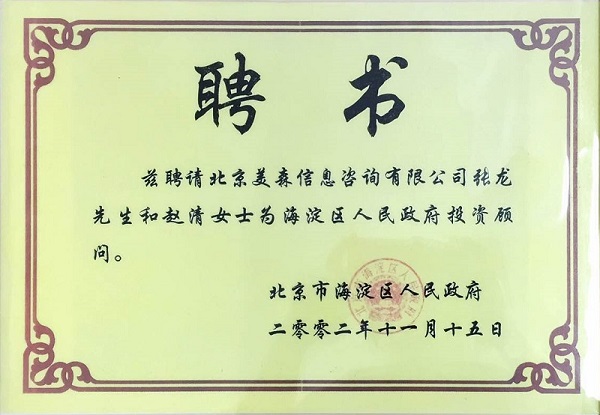 聘书
兹聘请北京美森信息咨询有限公司张龙
先生和赵清女士为海淀区人民政府投资顾
问。
北京市海淀区人民政府
二零零二年十一月十五日